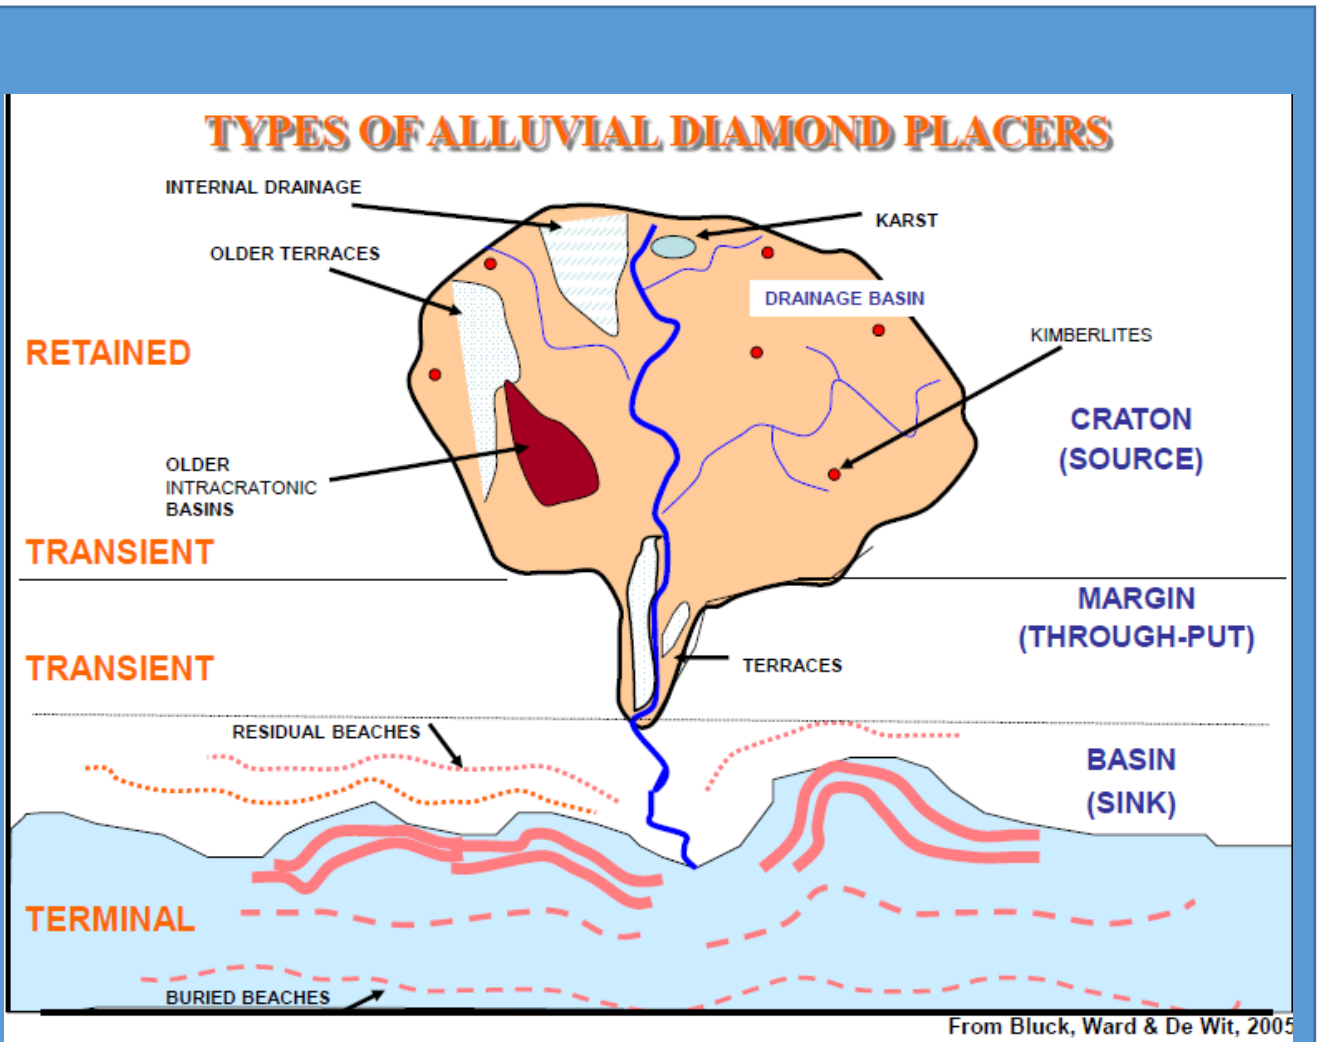 TYPES OF ALLUVIAL DIAMOND PLACERS
INTERNAL DRAINAGE
KARST
OLDER TERRACES
DRAINAGE BASIN
KIMBERLITES
RETAINED
CRATON
(SOURCE)
OLDER
INTRACRATONIC
BASINS
TRANSIENT
MARGIN
(THROUGH-PUT)
TRANSIENT
TERRACES
RESIDUAL BEACHES
BASIN
(SINK)
TERMINAL
BURIED BEACHES
From Bluck, Ward & De Wit, 2005